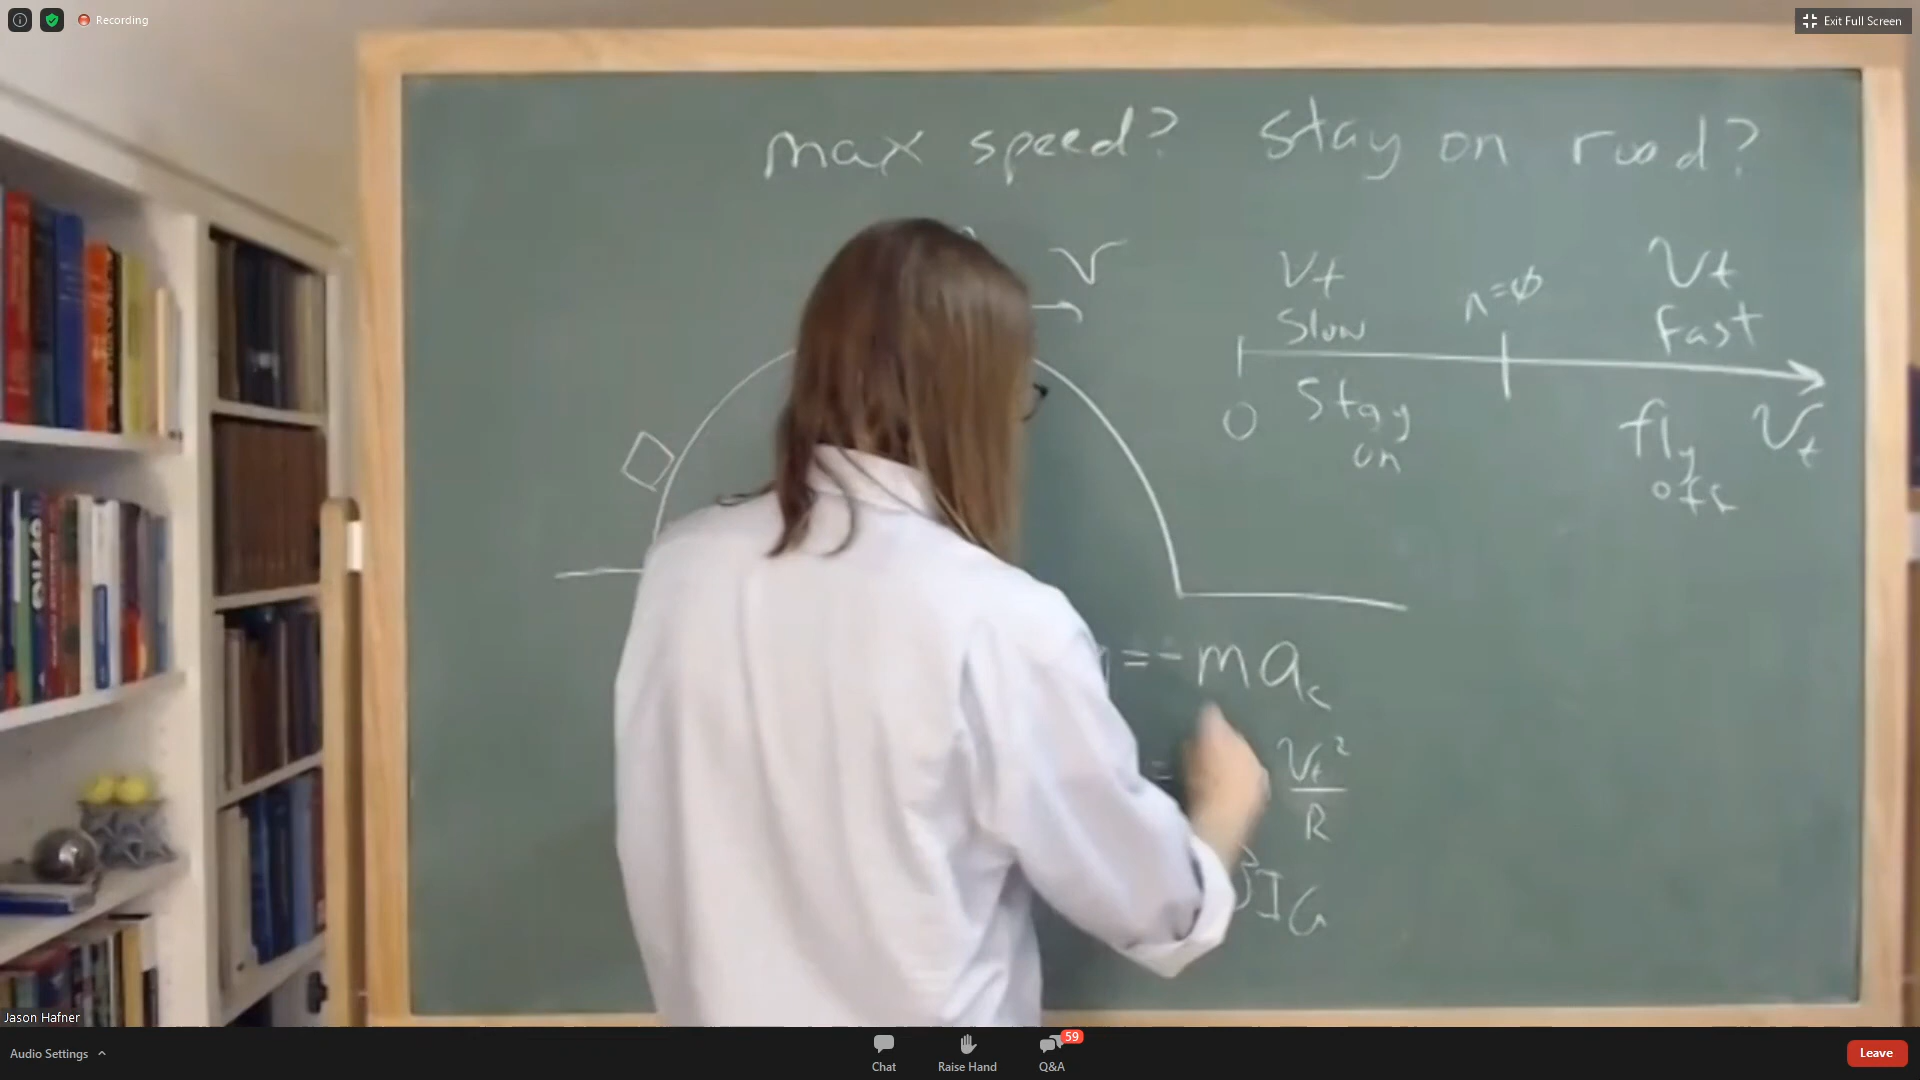 Recording
Exit Full Screen
max speed? stay on road?
V
Vt
slow
n=0
Vt
Fast
0
stay
on
fly
off
Vt
=-mac
=
Vt²
R
}IG
Jason Hafner
Audio Settings
Chat
Raise Hand
59
Q&A
Leave